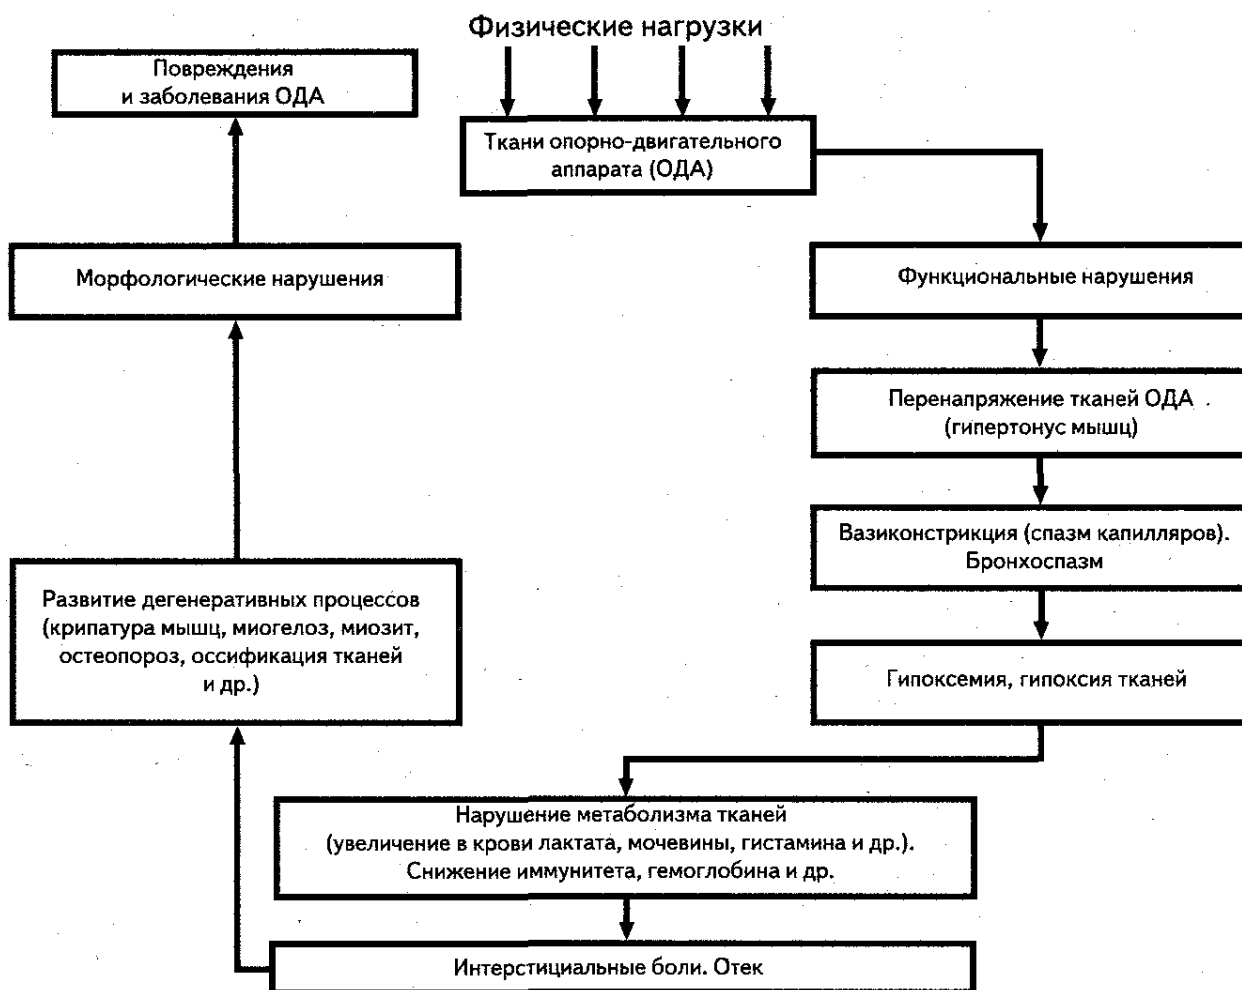 Физические нагрузки
Повреждения
и заболевания ОДА
Ткани опорно-двигательного
аппарата (ОДА)
Морфологические нарушения
Функциональные нарушения
Перенапряжение тканей ОДА
(гипертонус мышц)
Вазиконстрикция (спазм капилляров).
Бронхоспазм
Развитие дегенеративных процессов
(крипатура мышц, миогелоз, миозит,
остеопороз, оссификация тканей
и др.)
Гипоксемия, гипоксия тканей
Нарушение метаболизма тканей
(увеличение в крови лактата, мочевины, гистамина и др.).
Снижение иммунитета, гемоглобина и др.
Интерстициальные боли. Отек